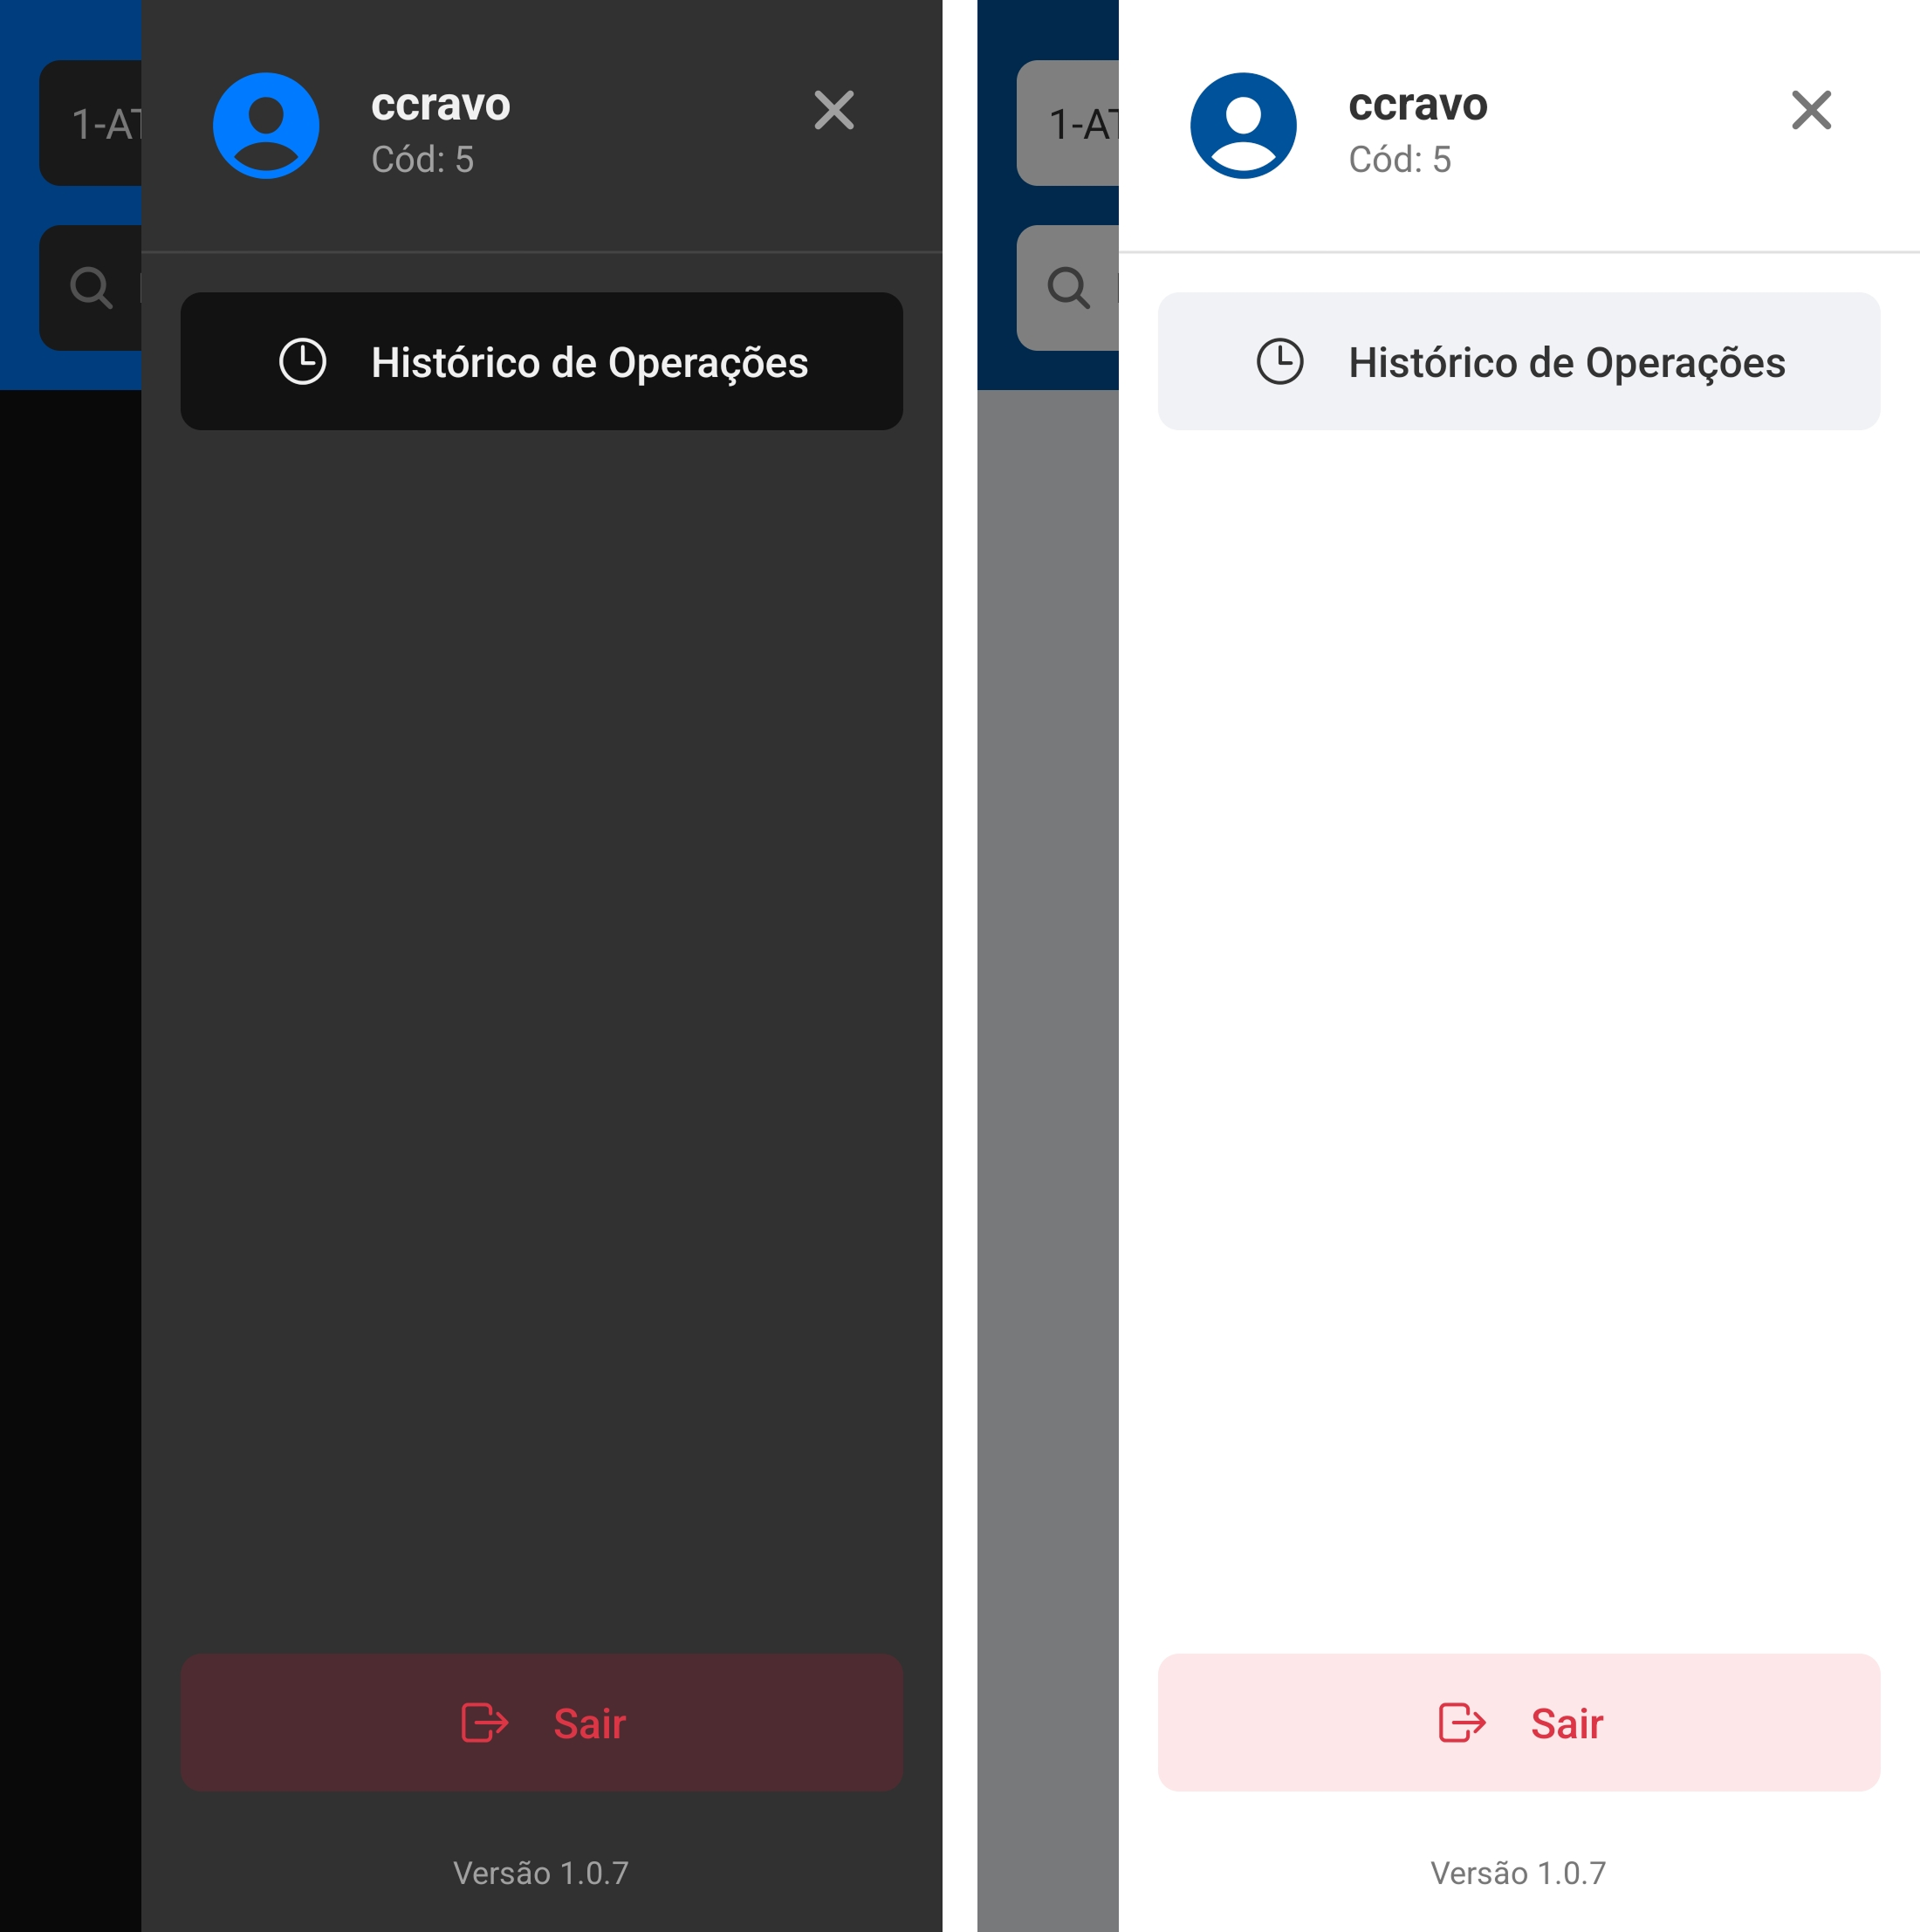 1-AT
ccravo
Cód: 5
Histórico de Operações
Sair
Versão 1.0.7
1-AT
ccravo
Cód: 5
Histórico de Operações
Sair
Versão 1.0.7